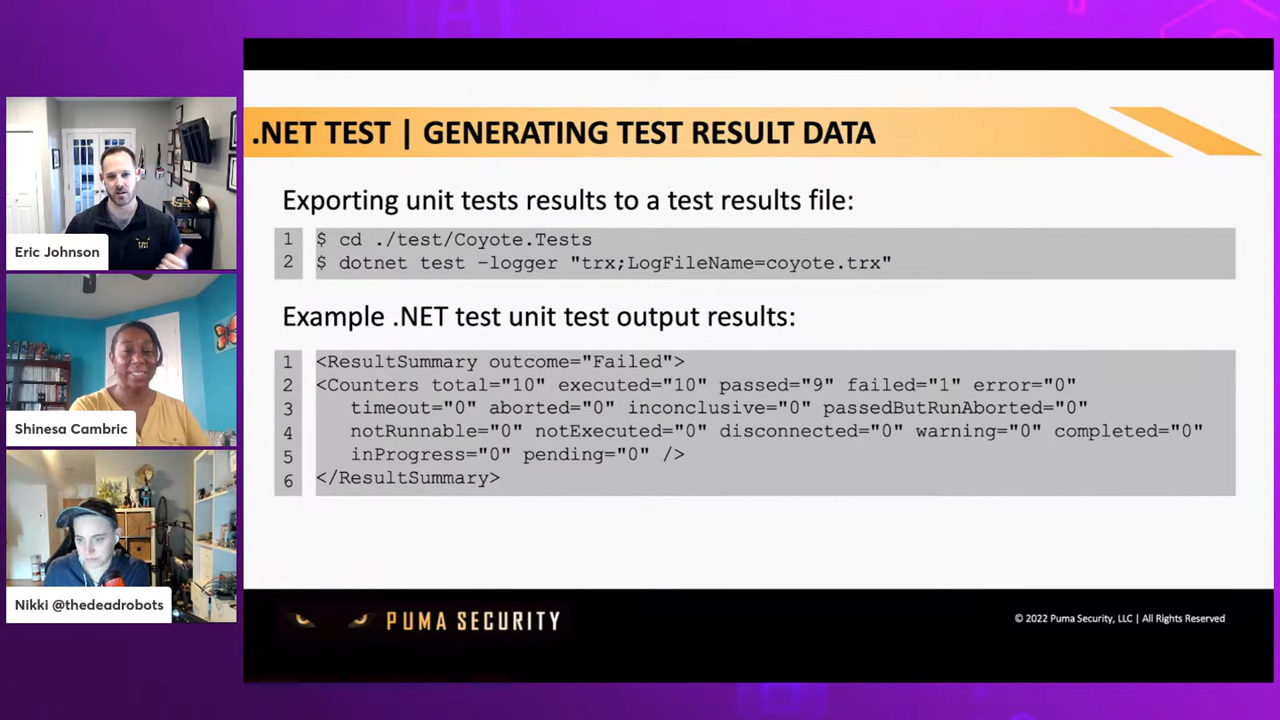 .NET TEST | GENERATING TEST RESULT DATA
Exporting unit tests results to a test results file:
1 $ cd ./test/Coyote.Tests
2 $ dotnet test –logger "trx;LogFileName=coyote.trx"
Example .NET test unit test output results:
1 <ResultSummary outcome="Failed">
2 <Counters total="10" executed="10" passed="9" failed="1" error="0"
3 timeout="0" aborted="0" inconclusive="0" passedButRunAborted="0"
4 notRunnable="0" notExecuted="0" disconnected="0" warning="0" completed="0"
5 inProgress="0" pending="0" />
6 </ResultSummary>
PUMA SECURITY
© 2022 Puma Security, LLC | All Rights Reserved
Eric Johnson
Shinesa Cambric
Nikki @thedeadrobots